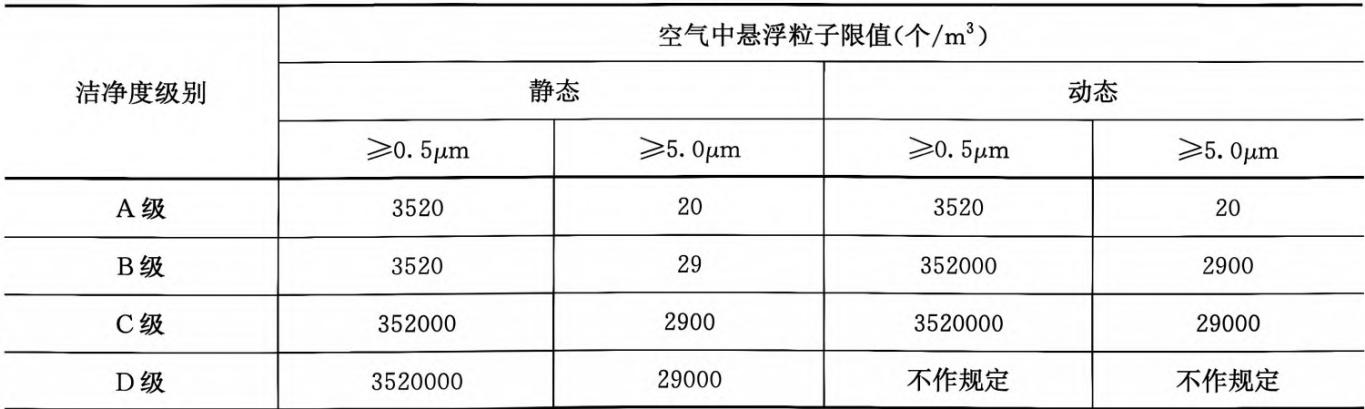 洁净度级别
空气中悬浮粒子限值(个/m³)
静态 动态
≥0.5μm ≥5.0μm ≥0.5μm ≥5.0μm
A级 3520 20 3520 20
B级 3520 29 352000 2900
C级 352000 2900 3520000 29000
D级 3520000 29000 不作规定 不作规定